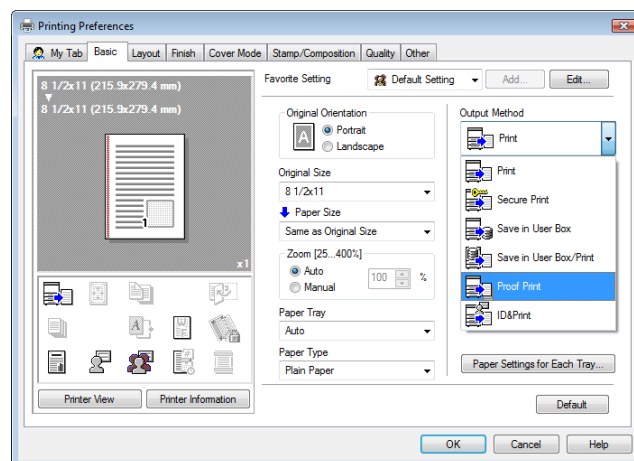 Printing Preferences
My Tab Basic Layout Finish Cover Mode Stamp/Composition Quality Other
8 1/2x11 (215.9x279.4 mm)
8 1/2x11 (215.9x279.4 mm)
1
x1
Printer View Printer Information
Favorite Setting Default Setting Add... Edit...
Original Orientation
A
Portrait
Landscape
Original Size
8 1/2x11
Paper Size
Same as Original Size
Zoom [25...400%]
Auto
Manual
100 %
Paper Tray
Auto
Paper Type
Plain Paper
Output Method
Print
Print
Secure Print
Save in User Box
Save in User Box/Print
Proof Print
ID&Print
Paper Settings for Each Tray...
Default
OK Cancel Help